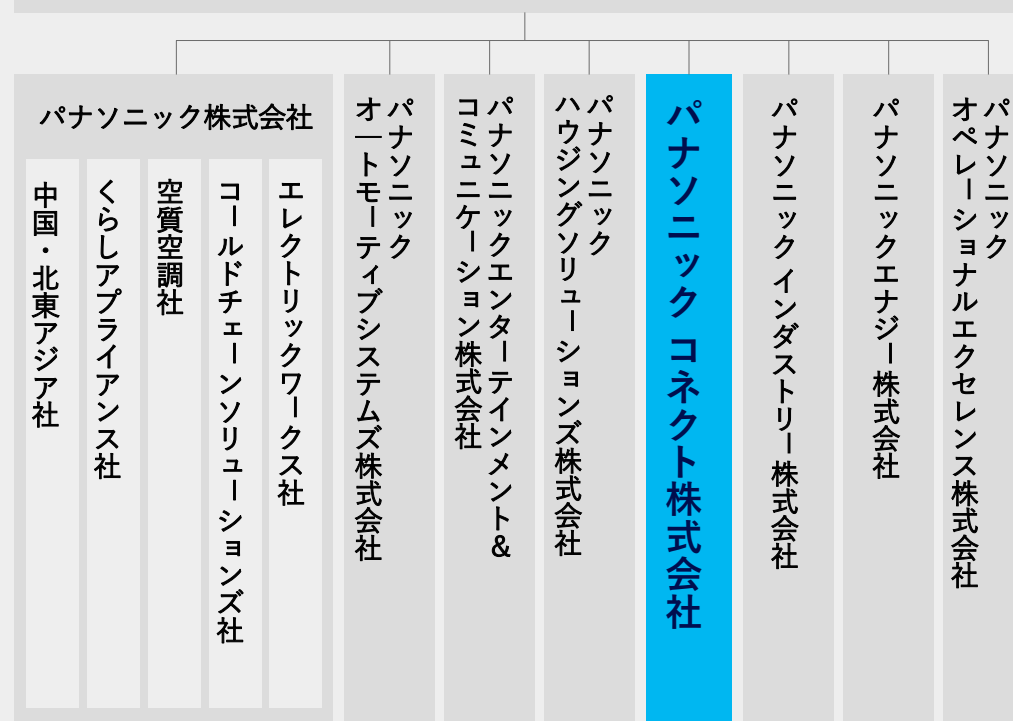 パナソニック株式会社
中国・北東アジア社
くらしアプライアンス社
空質空調社
コールドチェーンソリューションズ社
エレクトリックワークス社
パナソニック
オートモーティブシステムズ株式会社
パナソニックエンターテインメント&
コミュニケーション株式会社
パナソニック
ハウジングソリューションズ株式会社
パナソニック コネクト株式会社
パナソニック インダストリー株式会社
パナソニックエナジー株式会社
パナソニック
オペレーショナルエクセレンス株式会社